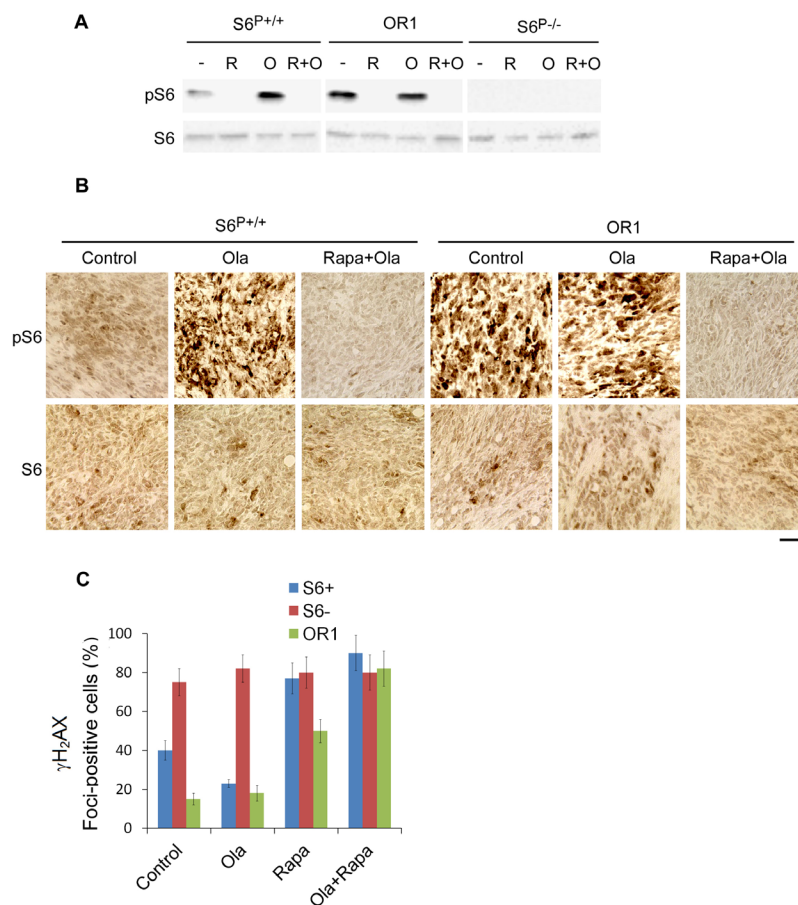 A
S6P+/+ OR1 S6P-/-
- R O R+O - R O R+O - R O R+O
pS6
S6
B
S6P+/+ OR1
Control Ola Rapa+Ola Control Ola Rapa+Ola
pS6
S6
C
S6+
S6-
OR1
γH2AX
Foci-positive cells (%)
100
80
60
40
20
0
Control Ola Rapa Ola+Rapa